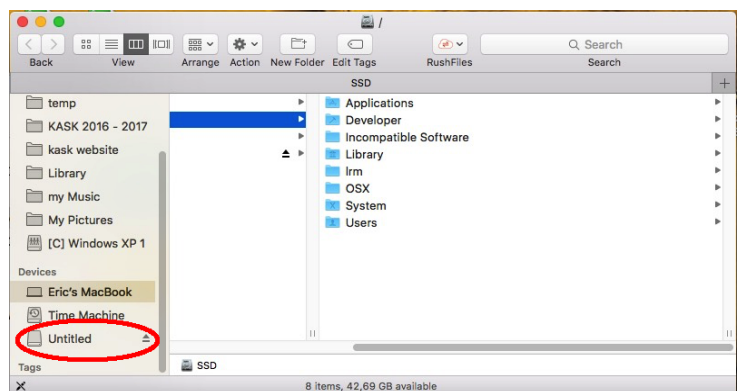 /
Back View Arrange Action New Folder Edit Tags RushFiles Search
Search
SSD
temp
KASK 2016 - 2017
kask website
Library
my Music
My Pictures
[C] Windows XP 1
Devices
Eric's MacBook
Time Machine
Untitled
Tags
Applications
Developer
Incompatible Software
Library
lrm
OSX
System
Users
SSD
8 items, 42,69 GB available